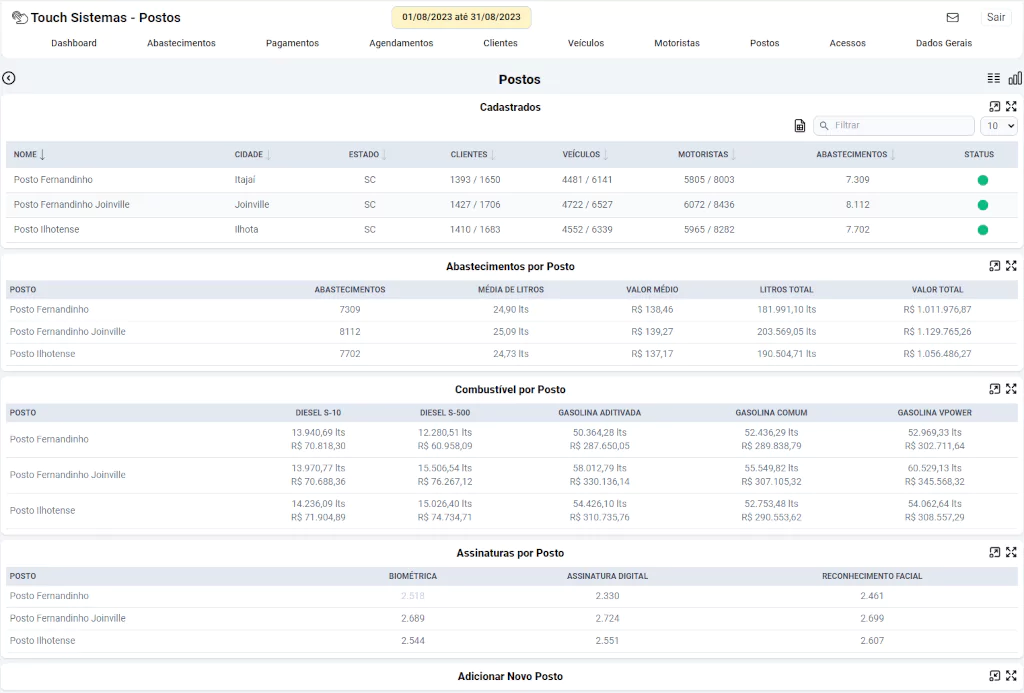 Touch Sistemas - Postos
01/08/2023 até 31/08/2023
Sair
Dashboard Abastecimentos Pagamentos Agendamentos Clientes Veículos Motoristas Postos Acessos Dados Gerais
Postos
Cadastrados
Filtrar 10
NOME CIDADE ESTADO CLIENTES VEÍCULOS MOTORISTAS ABASTECIMENTOS STATUS
Posto Fernandinho Itajaí SC 1393 / 1650 4481 / 6141 5805 / 8003 7.309
Posto Fernandinho Joinville Joinville SC 1427 / 1706 4722 / 6527 6072 / 8436 8.112
Posto Ilhotense Ilhota SC 1410 / 1683 4552 / 6339 5965 / 8282 7.702
Abastecimentos por Posto
POSTO ABASTECIMENTOS MÉDIA DE LITROS VALOR MÉDIO LITROS TOTAL VALOR TOTAL
Posto Fernandinho 7309 24,90 lts R$ 138,46 181.991,10 lts R$ 1.011.976,87
Posto Fernandinho Joinville 8112 25,09 lts R$ 139,27 203.569,05 lts R$ 1.129.765,26
Posto Ilhotense 7702 24,73 lts R$ 137,17 190.504,71 lts R$ 1.056.486,27
Combustível por Posto
POSTO DIESEL S-10 DIESEL S-500 GASOLINA ADITIVADA GASOLINA COMUM GASOLINA VPOWER
13.940,69 lts 12.280,51 lts 50.364,28 lts 52.436,29 lts 52.969,33 lts
Posto Fernandinho
R$ 70.818,30 R$ 60.958,09 R$ 287.650,05 R$ 289.838,79 R$ 302.711,64
13.970,77 lts 15.506,54 lts 58.012,79 lts 55.549,82 lts 60.529,13 lts
Posto Fernandinho Joinville
R$ 70.688,36 R$ 76.267,12 R$ 330.136,14 R$ 307.105,32 R$ 345.568,32
14.236,09 lts 15.026,40 lts 54.426,10 lts 52.753,48 lts 54.062,64 lts
Posto Ilhotense
R$ 71.904,89 R$ 74.734,71 R$ 310.735,76 R$ 290.553,62 R$ 308.557,29
Assinaturas por Posto
POSTO BIOMÉTRICA ASSINATURA DIGITAL RECONHECIMENTO FACIAL
Posto Fernandinho 2.518 2.330 2.461
Posto Fernandinho Joinville 2.689 2.724 2.699
Posto Ilhotense 2.544 2.551 2.607
Adicionar Novo Posto